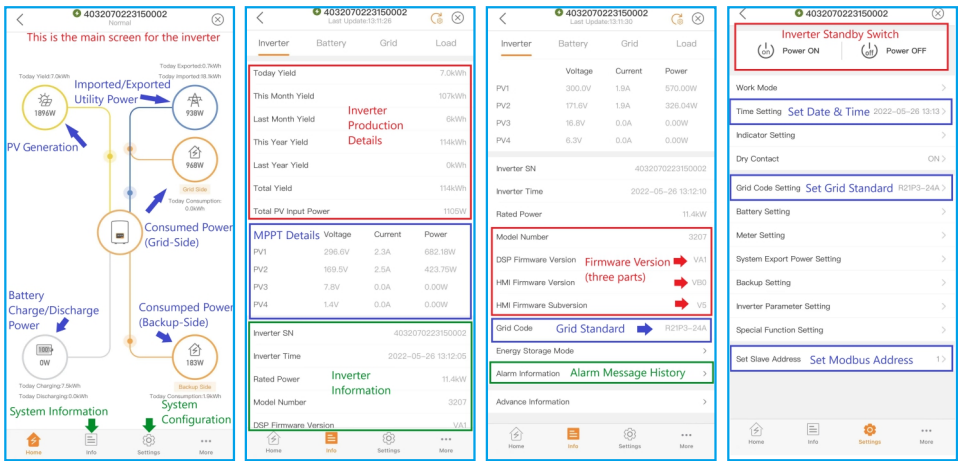 4032070223150002
Normal
This is the main screen for the inverter
Today Exported:0.7kWh
Today Yield:7.0kWh
Today Imported:18.1kWh
Imported/Exported
Utility Power
1896W
938W
PV Generation
968W
Grid Side
Today Consumption:
0.0kWh
Consumed Power
(Grid-Side)
Battery
Charge/Discharge
Power
Consumped Power
(Backup-Side)
100%
0W
183W
Backup Side
Today Charging:7.5kWh
Today Discharging:0.0kWh
Today Consumption:1.9kWh
System Information
System
Configuration
Home
Info
Settings
More
4032070223150002
Last Update:13:11:26
Inverter Battery Grid Load
Today Yield 7.0kWh
This Month Yield 107kWh
Last Month Yield 6kWh
This Year Yield 114kWh
Last Year Yield 0kWh
Total Yield 114kWh
Total PV Input Power 1105W
Inverter
Production
Details
MPPT Details Voltage Current Power
PV1 296.6V 2.3A 682.18W
PV2 169.5V 2.5A 423.75W
PV3 7.8V 0.0A 0.00W
PV4 1.4V 0.0A 0.00W
Inverter SN 4032070223150002
Inverter Time 2022-05-26 13:12:05
Rated Power 11.4kW
Model Number 3207
DSP Firmware Version VA1
Inverter
Information
Home
Info
Settings
More
4032070223150002
Last Update:13:11:30
Inverter Battery Grid Load
Voltage Current Power
PV1 300.0V 1.9A 570.00W
PV2 171.6V 1.9A 326.04W
PV3 16.8V 0.0A 0.00W
PV4 6.3V 0.0A 0.00W
Inverter SN 4032070223150002
Inverter Time 2022-05-26 13:12:10
Rated Power 11.4kW
Model Number 3207
DSP Firmware Version VA1
HMI Firmware Version VB0
HMI Firmware Subversion V5
Firmware Version
(three parts)
Grid Code Grid Standard R21P3-24A
Energy Storage Mode
Alarm Information Alarm Message History
Advance Information
Home
Info
Settings
More
4032070223150002
Normal
Inverter Standby Switch
on Power ON off Power OFF
Work Mode
Time Setting Set Date & Time 2022-05-26 13:13
Indicator Setting
Dry Contact ON
Grid Code Setting Set Grid Standard R21P3-24A
Battery Setting
Meter Setting
System Export Power Setting
Backup Setting
Inverter Parameter Setting
Special Function Setting
Set Slave Address Set Modbus Address 1
Home
Info
Settings
More